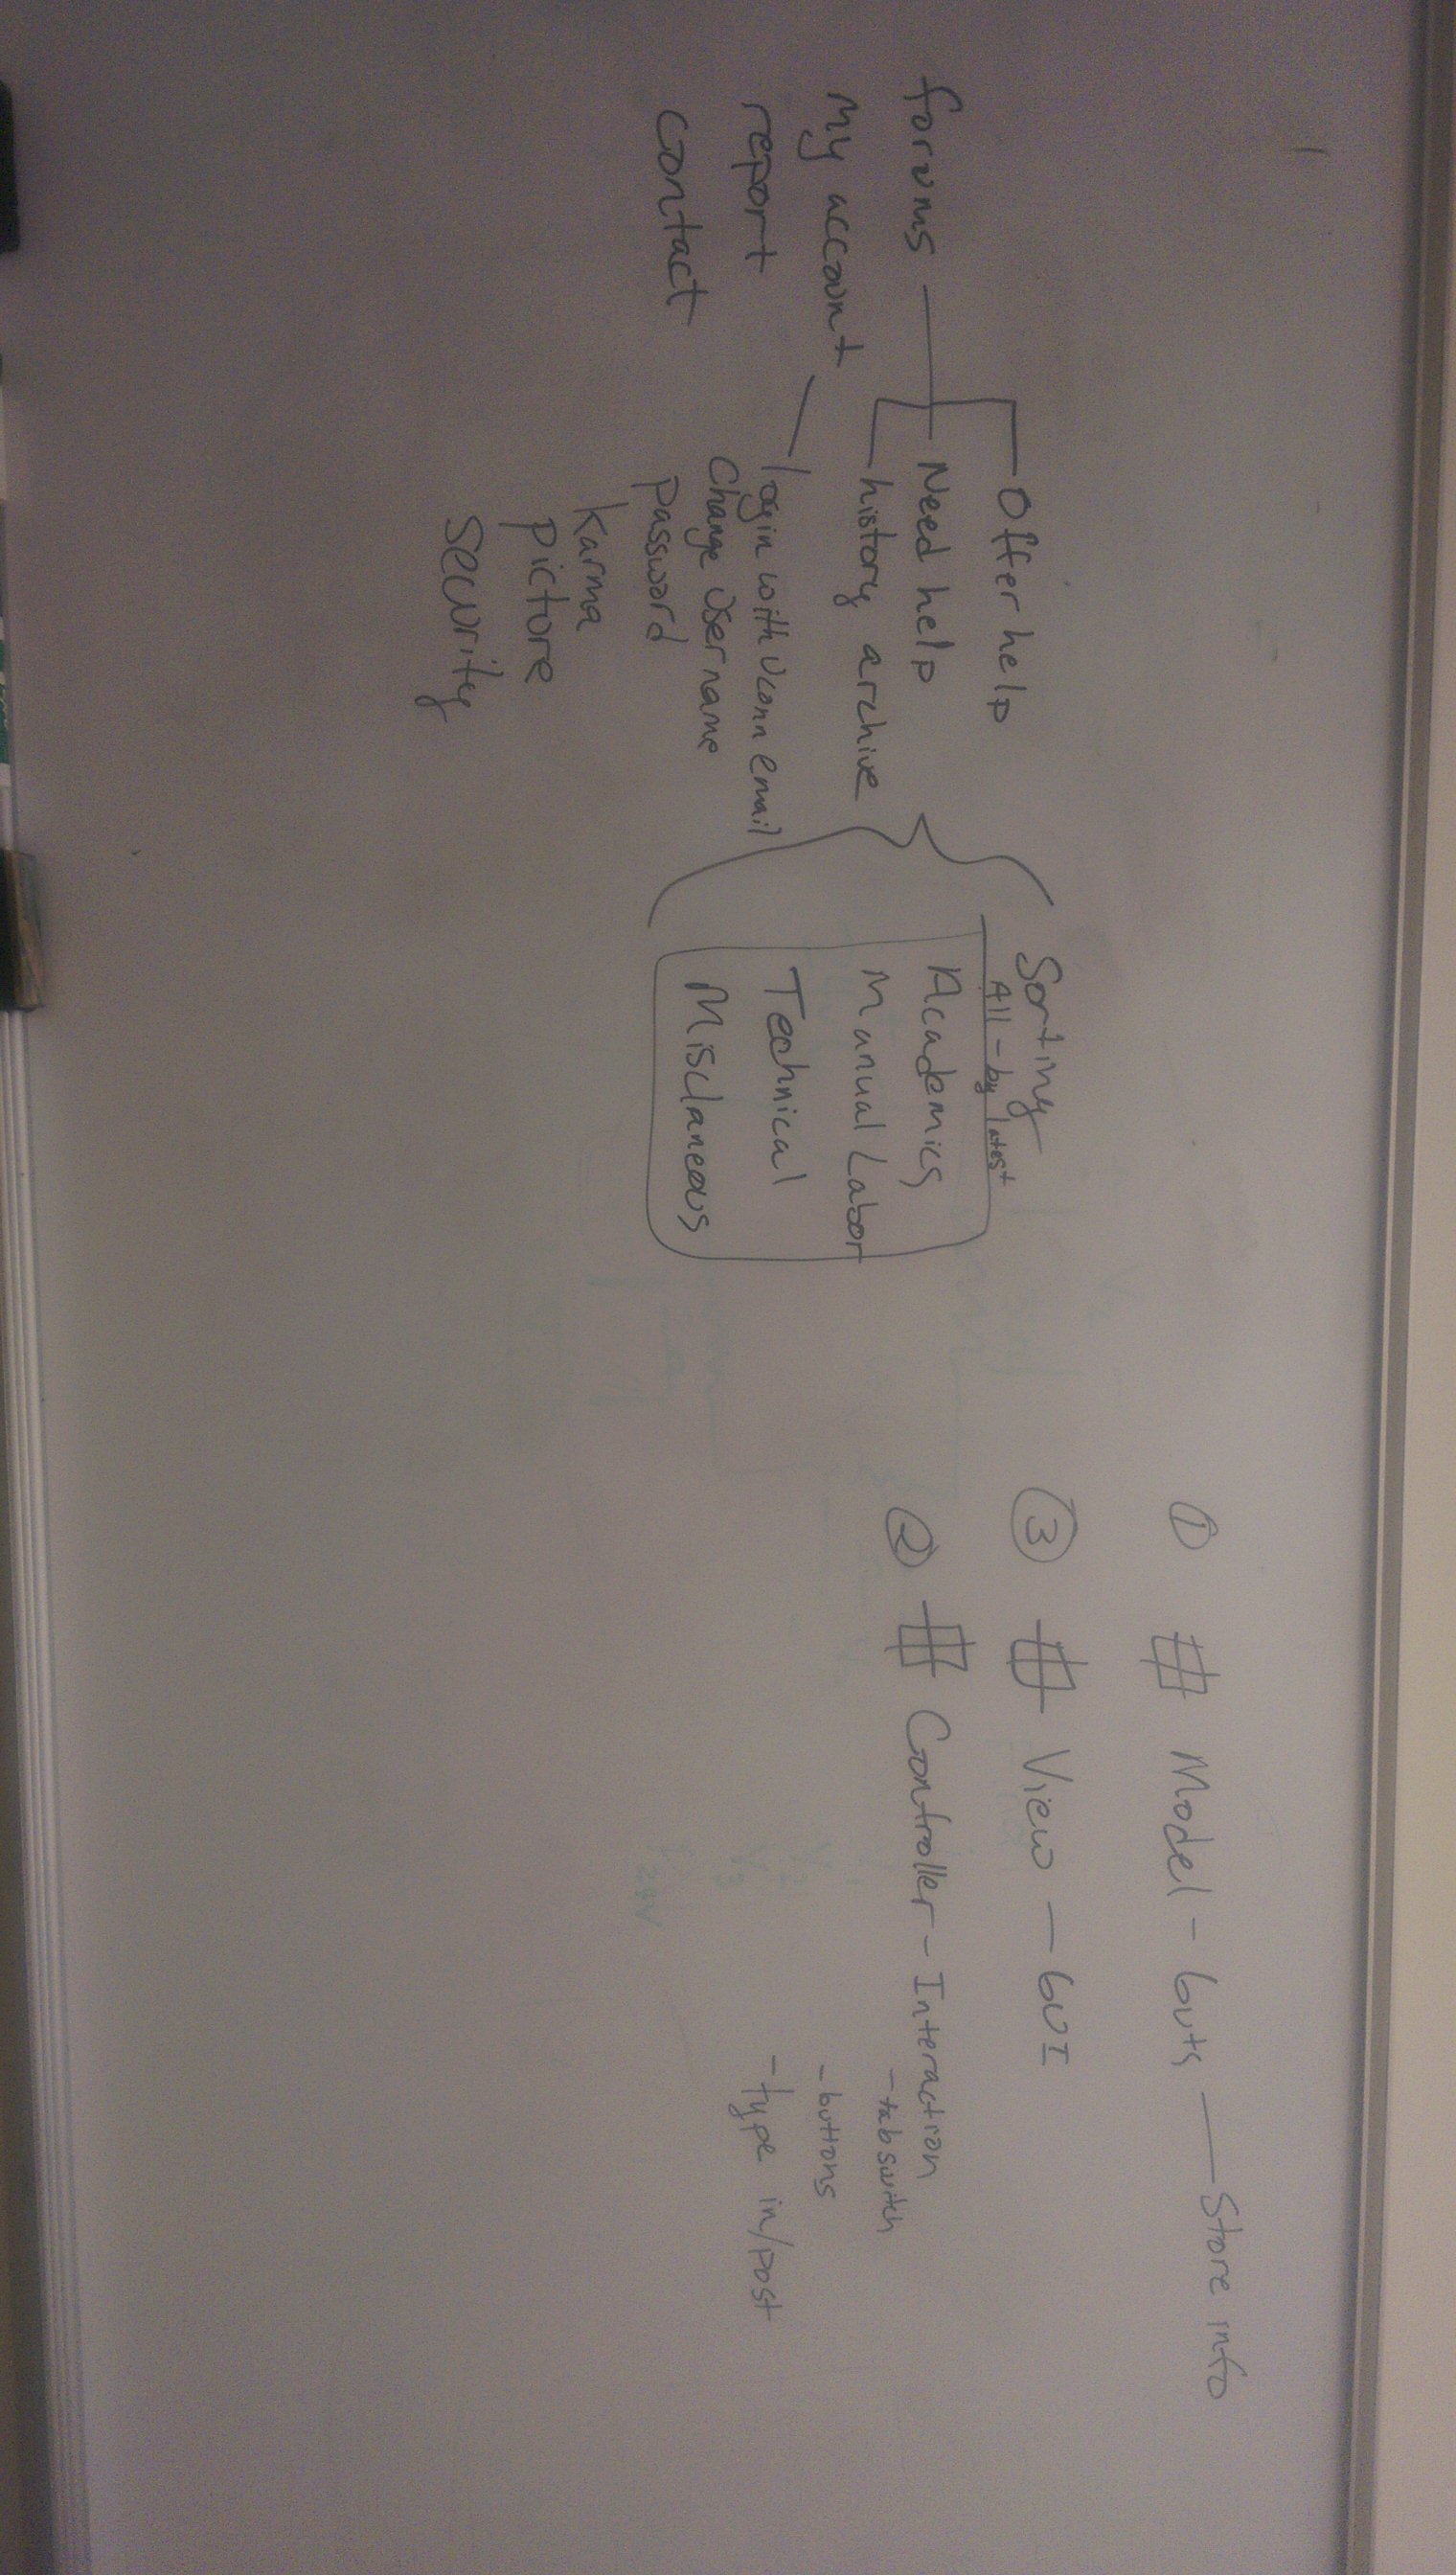 forums
my account
report
contact
Offer help
Need help
history archive
login with Uconn email
Change Username
password
Karma
picture
Security
Sorting
All - by latest
Academics
Manual Labor
Technical
Misclaneous
① # Model - Guts — Store info
③ # View - GUI
② # Controller - Interaction
- tab switch
- buttons
- type in/post